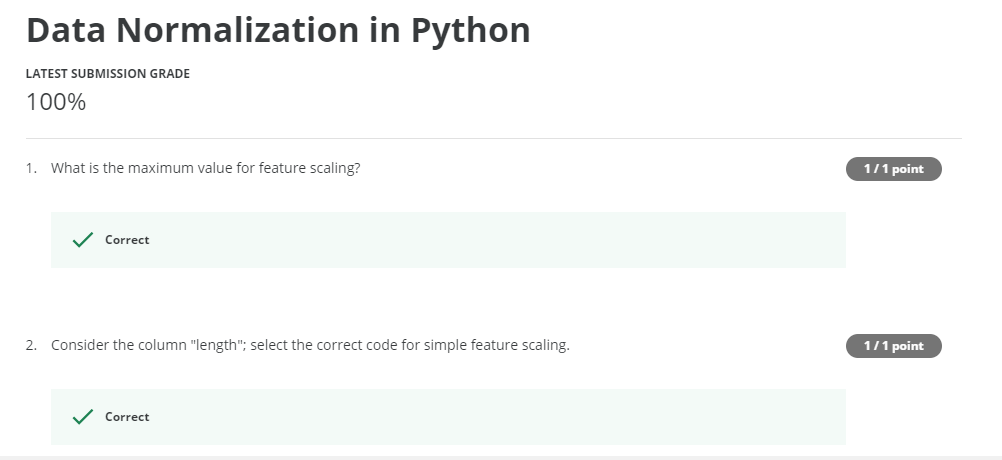 Data Normalization in Python
LATEST SUBMISSION GRADE
100%
1. What is the maximum value for feature scaling?
1 / 1 point
Correct
2. Consider the column "length"; select the correct code for simple feature scaling.
1 / 1 point
Correct